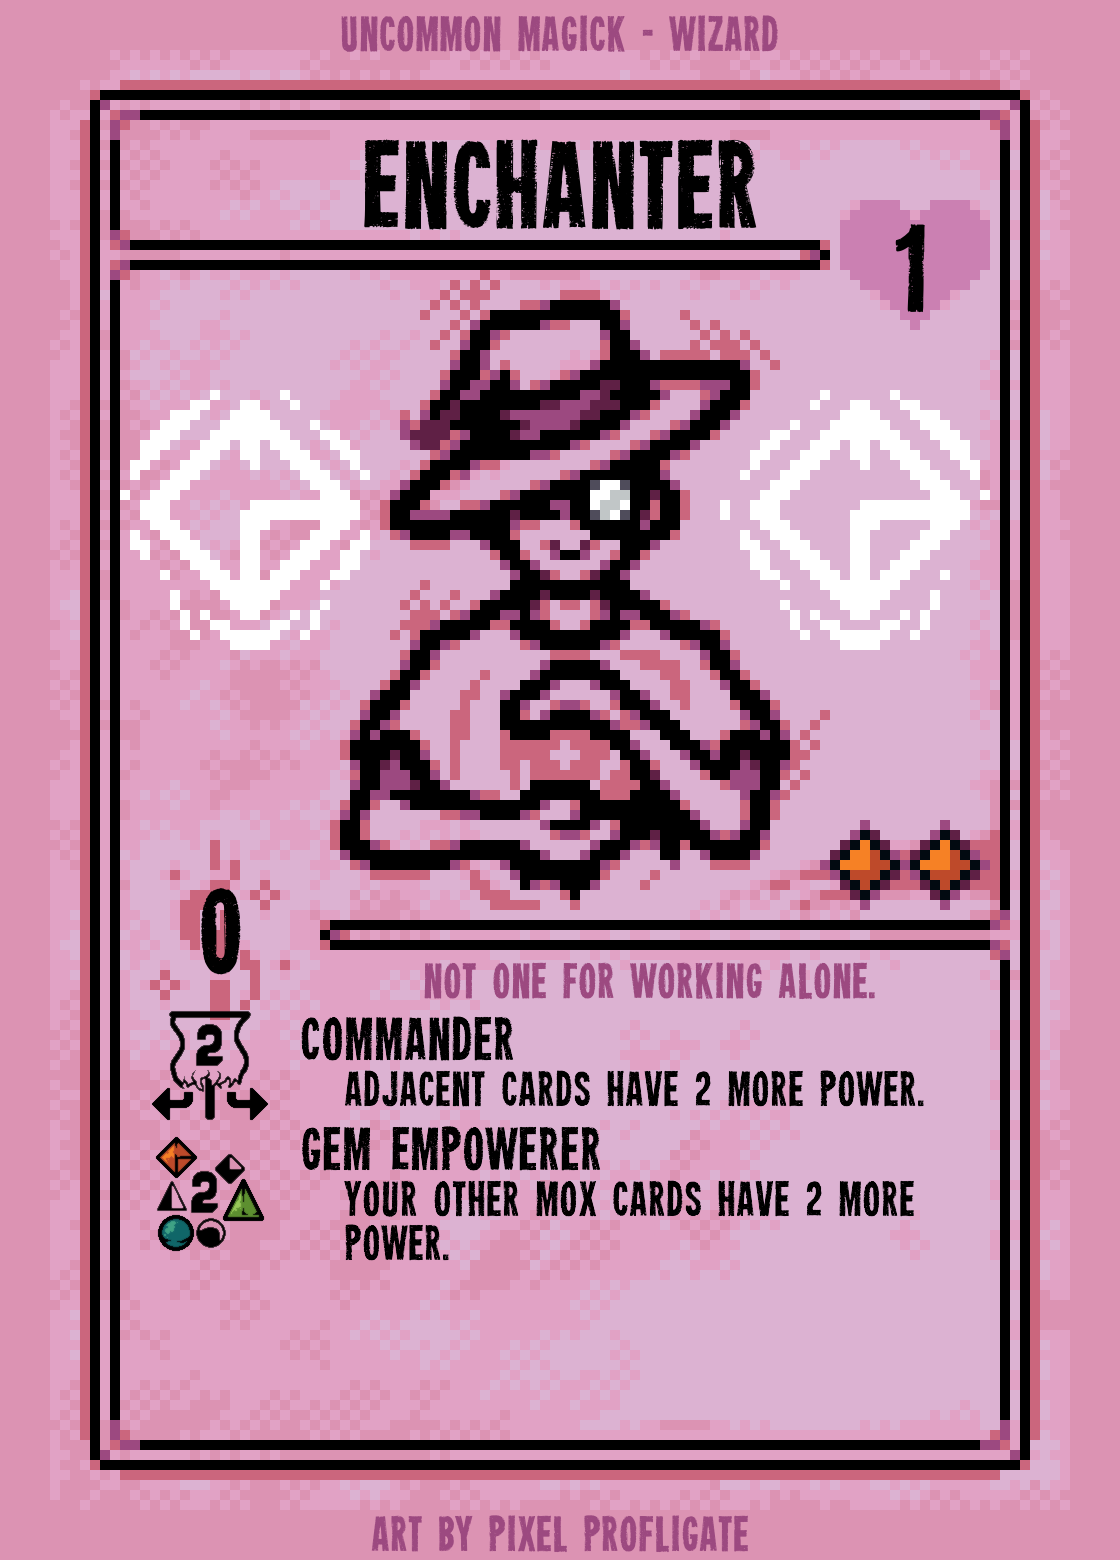 UNCOMMON MAGICK - WIZARD
ENCHANTER
1
0
NOT ONE FOR WORKING ALONE.
2
COMMANDER
ADJACENT CARDS HAVE 2 MORE POWER.
2
GEM EMPOWERER
YOUR OTHER MOX CARDS HAVE 2 MORE
POWER.
ART BY PIXEL PROFLIGATE